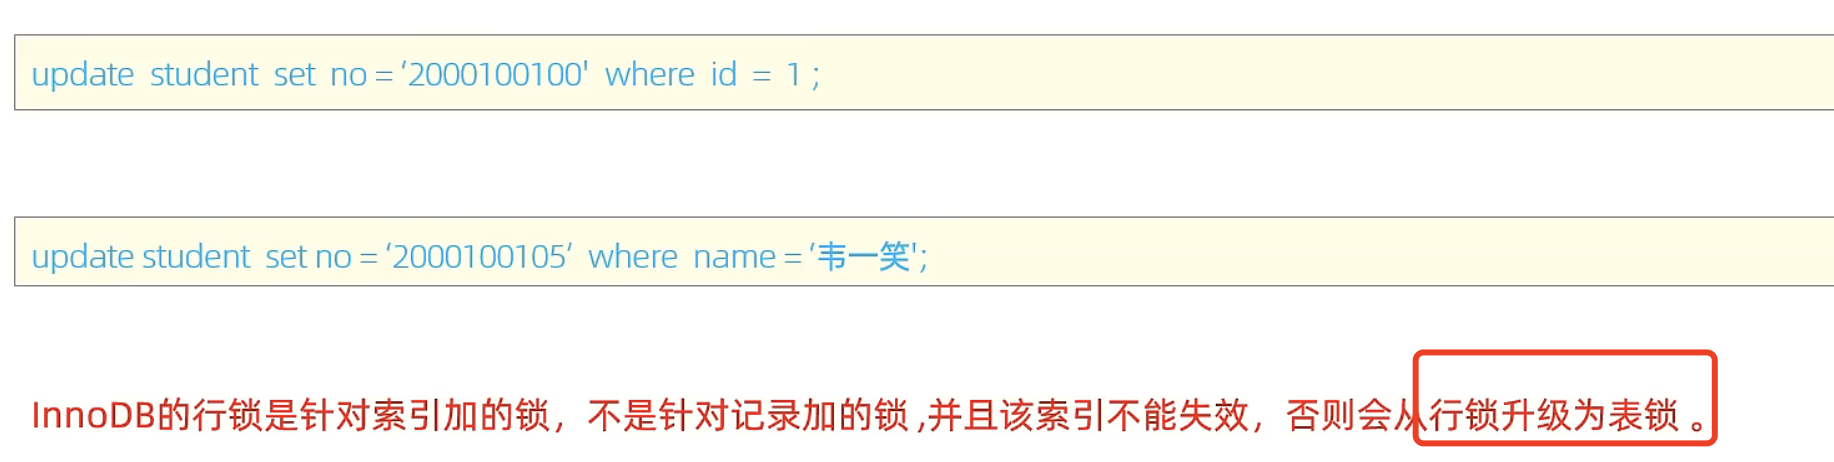 update student set no = ‘2000100100' where id = 1 ;
update student set no = ‘2000100105‘ where name = ‘韦一笑';
InnoDB的行锁是针对索引加的锁，不是针对记录加的锁 ,并且该索引不能失效，否则会从行锁升级为表锁 。